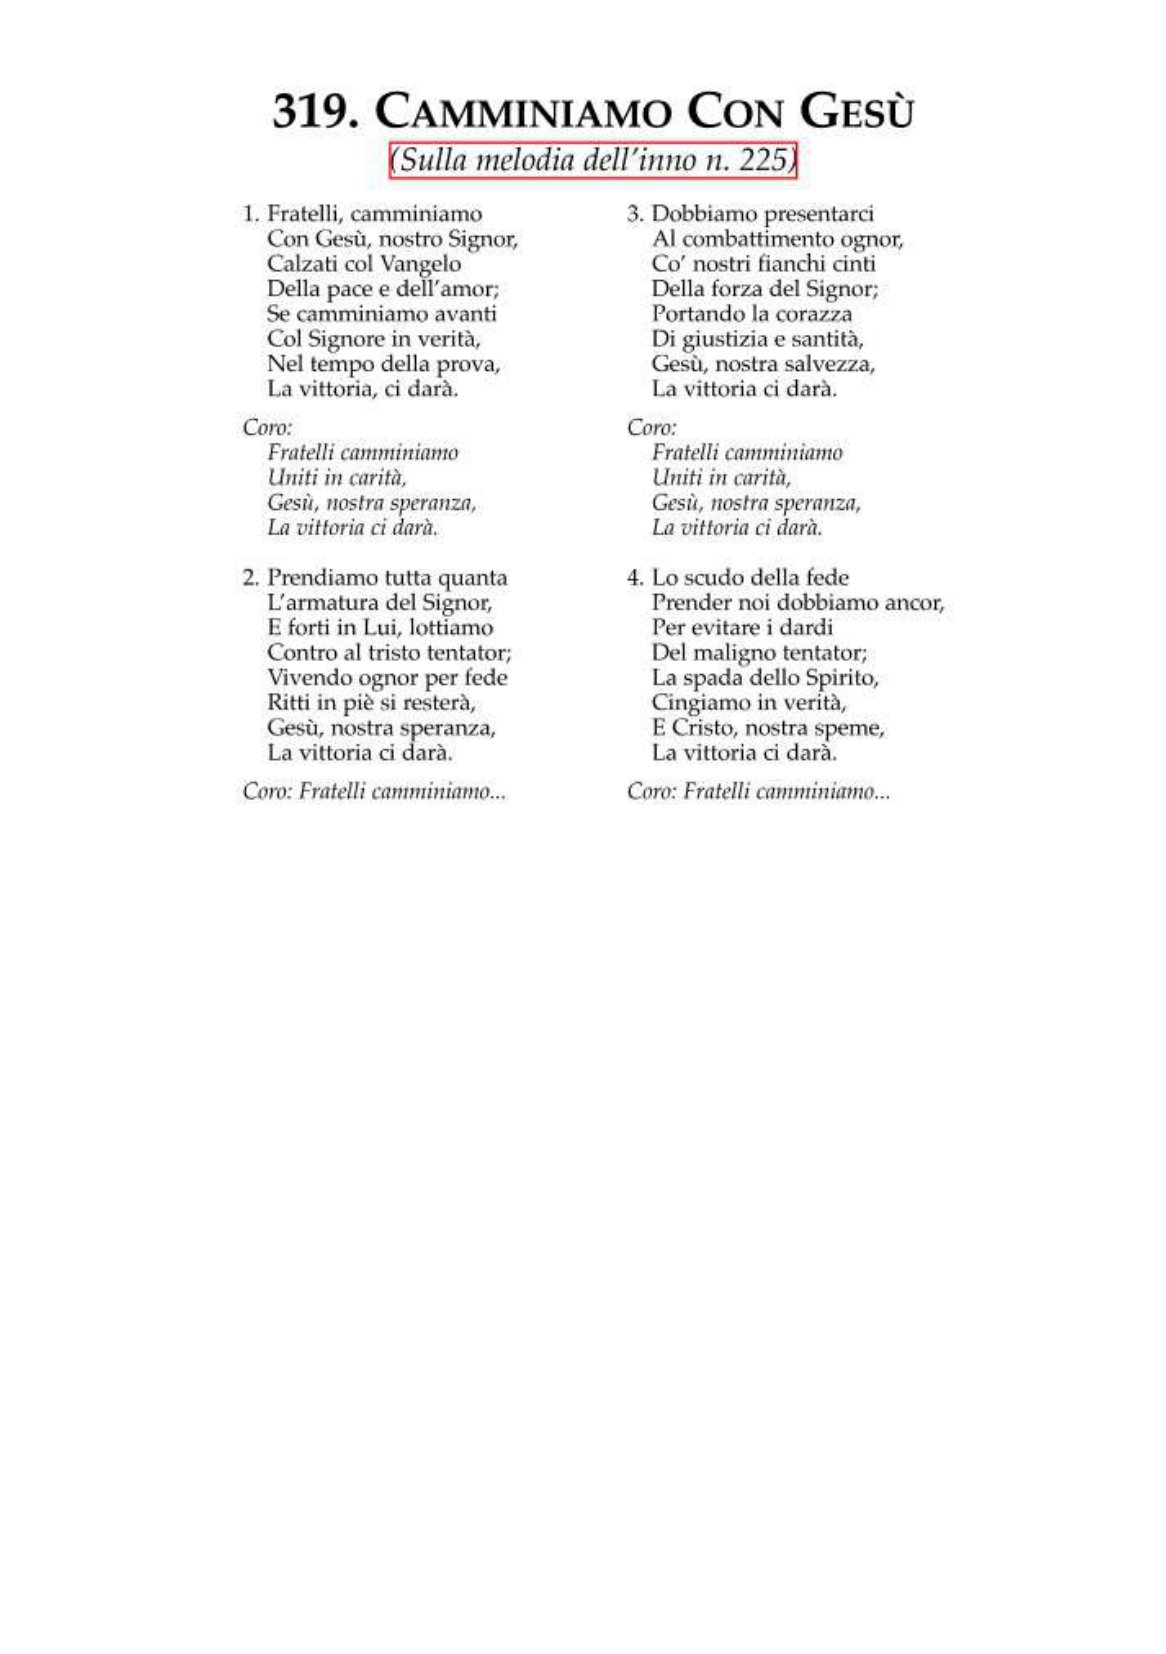 319. Camminiamo Con Gesù
(Sulla melodia dell'inno n. 225)
1. Fratelli, camminiamo
Con Gesù, nostro Signor,
Calzati col Vangelo
Della pace e dell'amor;
Se camminiamo avanti
Col Signore in verità,
Nel tempo della prova,
La vittoria, ci darà.
Coro:
Fratelli camminiamo
Uniti in carità,
Gesù, nostra speranza,
La vittoria ci darà.
2. Prendiamo tutta quanta
L'armatura del Signor,
E forti in Lui, lottiamo
Contro al tristo tentator;
Vivendo ognor per fede
Ritti in piè si resterà,
Gesù, nostra speranza,
La vittoria ci darà.
Coro: Fratelli camminiamo...
3. Dobbiamo presentarci
Al combattimento ognor,
Co' nostri fianchi cinti
Della forza del Signor;
Portando la corazza
Di giustizia e santità,
Gesù, nostra salvezza,
La vittoria ci darà.
Coro:
Fratelli camminiamo
Uniti in carità,
Gesù, nostra speranza,
La vittoria ci darà.
4. Lo scudo della fede
Prender noi dobbiamo ancor,
Per evitare i dardi
Del maligno tentator;
La spada dello Spirito,
Cingiamo in verità,
E Cristo, nostra speme,
La vittoria ci darà.
Coro: Fratelli camminiamo...